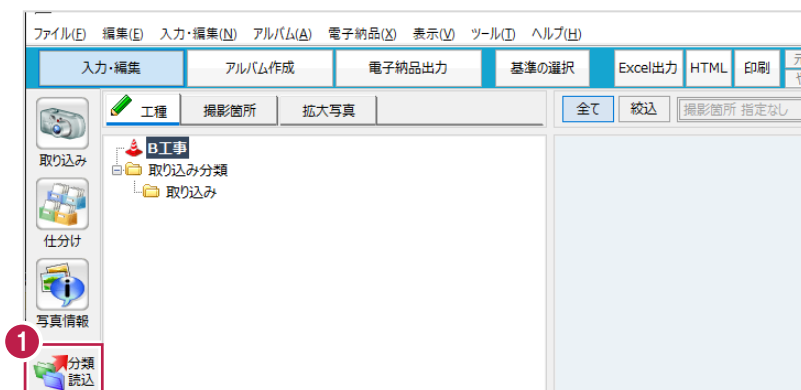 ファイル(F) 編集(E) 入力・編集(N) アルバム(A) 電子納品(X) 表示(V) ツール(T) ヘルプ(H)
入力・編集 アルバム作成 電子納品出力 基準の選択 Excel出力 HTML 印刷
工種 撮影箇所 拡大写真 全て 絞込 撮影箇所 指定なし
B工事
取り込み分類
取り込み
取り込み
仕分け
写真情報
1
分類
読込